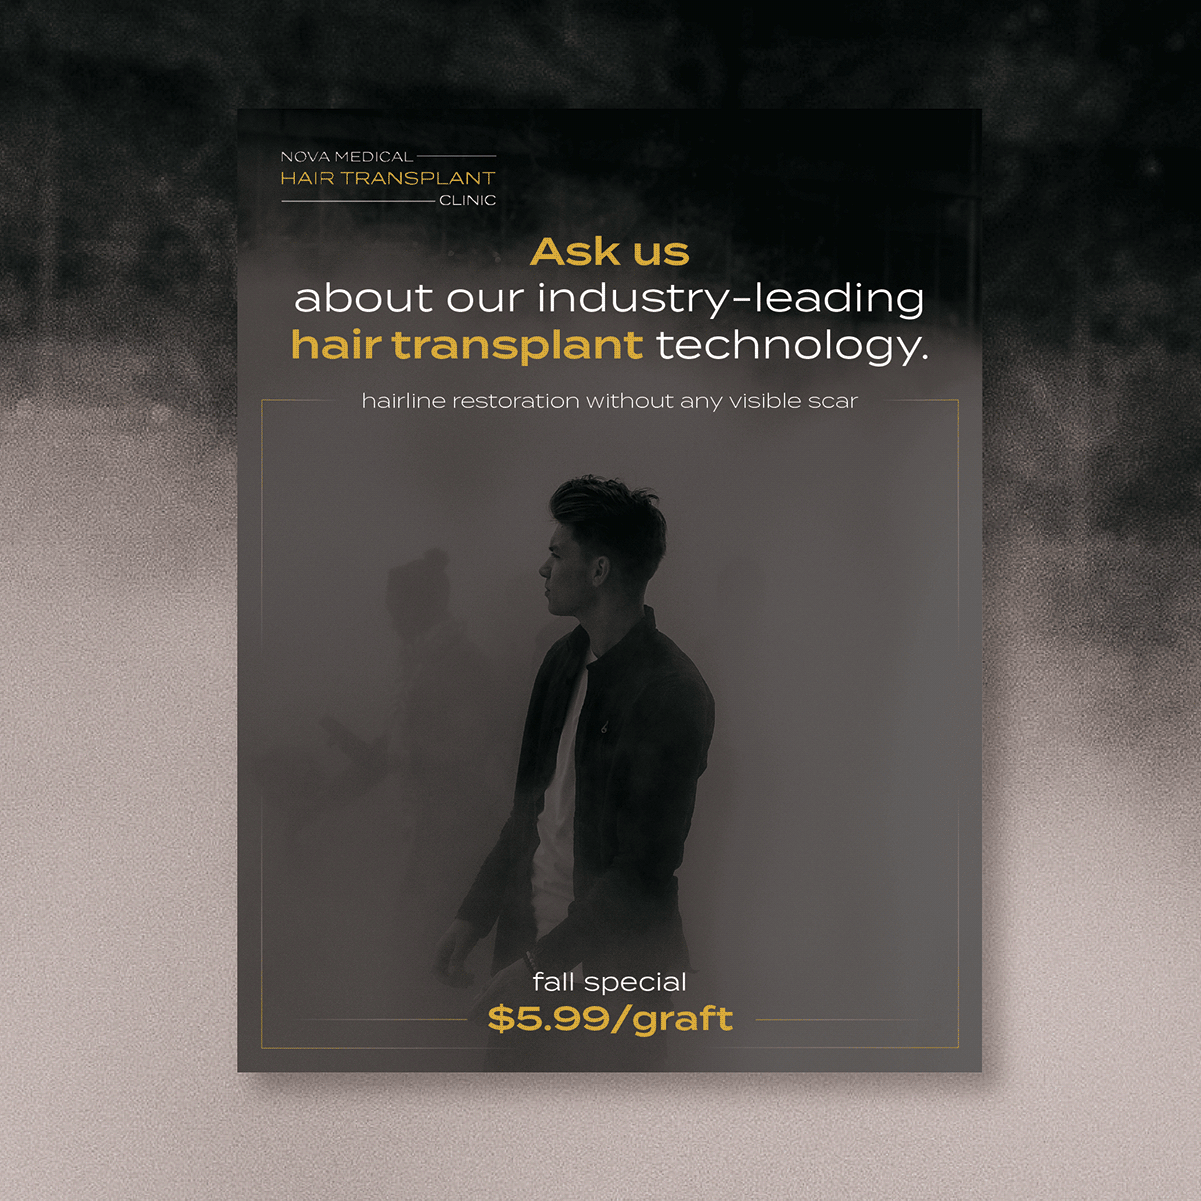 NOVA MEDICAL
HAIR TRANSPLANT
CLINIC
Ask us
about our industry-leading
hair transplant technology.
hairline restoration without any visible scar
fall special
$5.99/graft